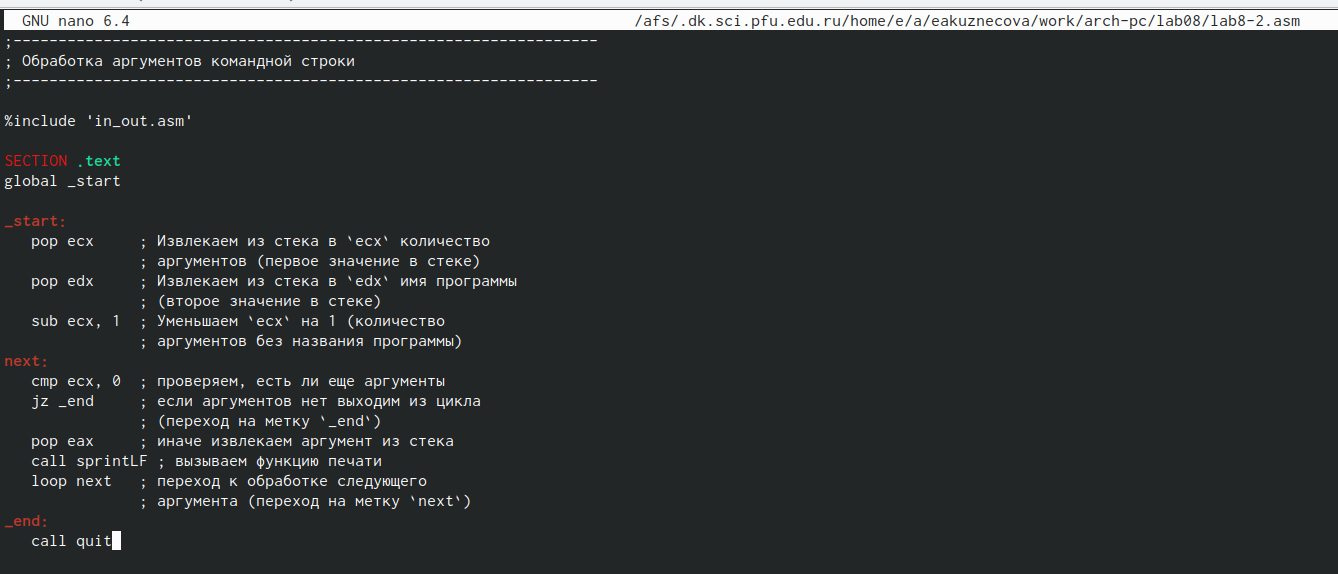 GNU nano 6.4 /afs/.dk.sci.pfu.edu.ru/home/e/a/eakuznecova/work/arch-pc/lab08/lab8-2.asm
;-----------------------------------------------------------------
; Обработка аргументов командной строки
;-----------------------------------------------------------------
%include 'in_out.asm'
SECTION .text
global _start
_start:
pop ecx ; Извлекаем из стека в `ecx` количество
; аргументов (первое значение в стеке)
pop edx ; Извлекаем из стека в `edx` имя программы
; (второе значение в стеке)
sub ecx, 1 ; Уменьшаем `ecx` на 1 (количество
; аргументов без названия программы)
next:
cmp ecx, 0 ; проверяем, есть ли еще аргументы
jz _end ; если аргументов нет выходим из цикла
; (переход на метку `_end`)
pop eax ; иначе извлекаем аргумент из стека
call sprintLF ; вызываем функцию печати
loop next ; переход к обработке следующего
; аргумента (переход на метку `next`)
_end:
call quit